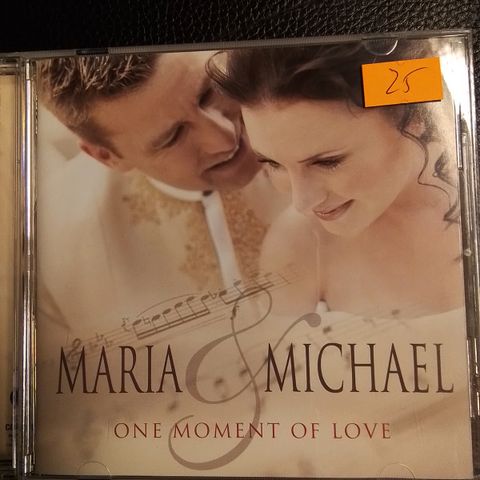 25
MARIA & MICHAEL
ONE MOMENT OF LOVE